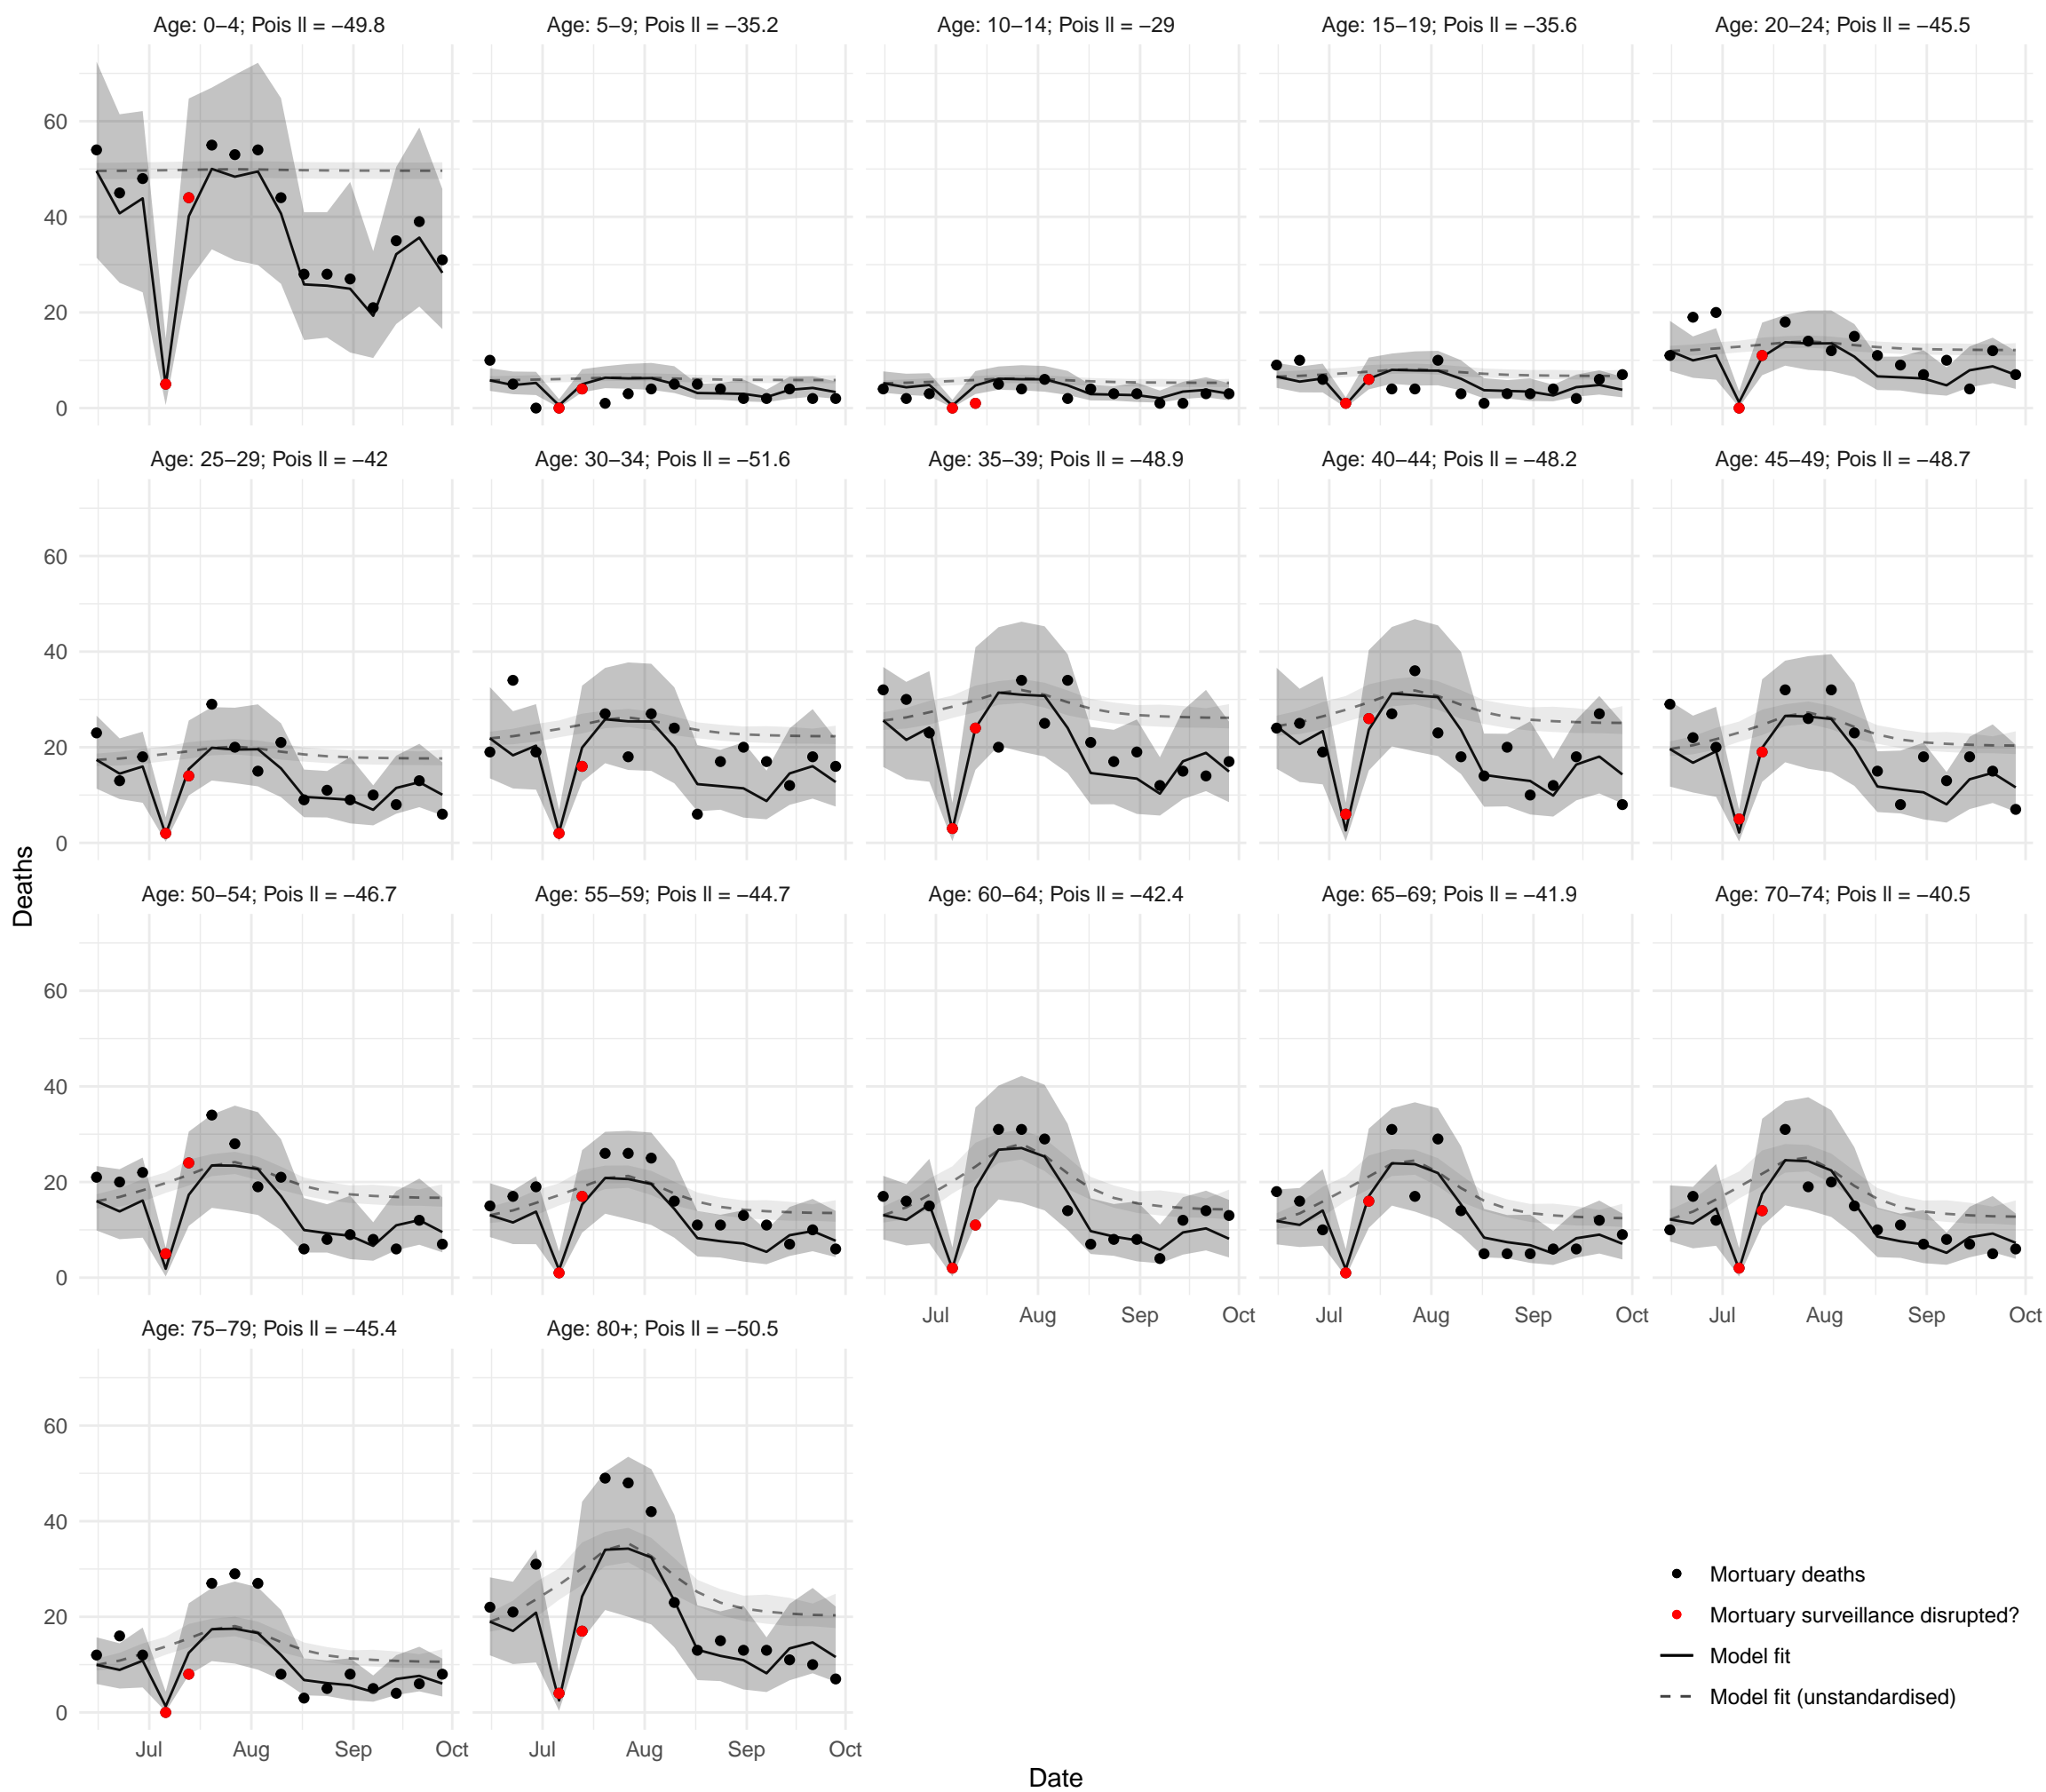 Age: 0−4; Pois ll = −49.8
Age: 5−9; Pois ll = −35.2
Age: 10−14; Pois ll = −29
Age: 15−19; Pois ll = −35.6
Age: 20−24; Pois ll = −45.5
60
40
20
0
Age: 25−29; Pois ll = −42
Age: 30−34; Pois ll = −51.6
Age: 35−39; Pois ll = −48.9
Age: 40−44; Pois ll = −48.2
Age: 45−49; Pois ll = −48.7
60
40
20
0
Deaths
Age: 50−54; Pois ll = −46.7
Age: 55−59; Pois ll = −44.7
Age: 60−64; Pois ll = −42.4
Age: 65−69; Pois ll = −41.9
Age: 70−74; Pois ll = −40.5
60
40
20
0
Jul Aug Sep Oct
Jul Aug Sep Oct
Jul Aug Sep Oct
Age: 75−79; Pois ll = −45.4
Age: 80+; Pois ll = −50.5
60
40
20
0
Jul Aug Sep Oct
Jul Aug Sep Oct
Mortuary deaths
Mortuary surveillance disrupted?
Model fit
Model fit (unstandardised)
Date